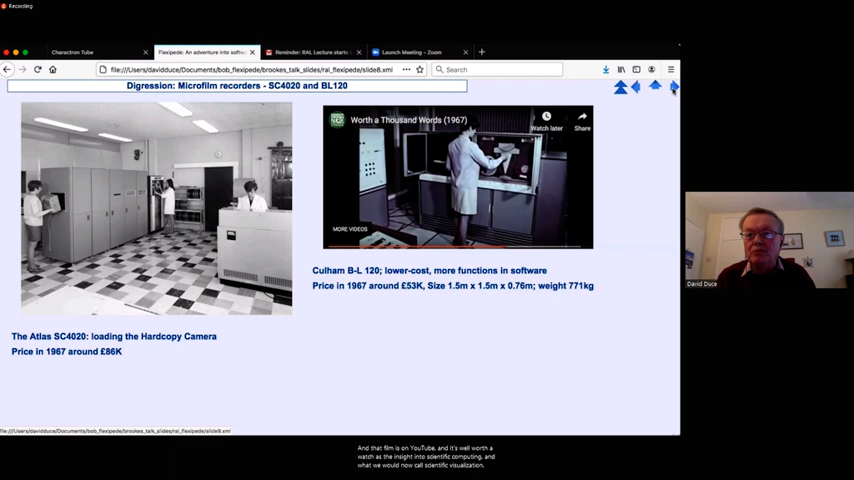 Recording
Charactron Tube
Flexipede: An adventure into softw
Reminder: RAL Lecture starts
Launch Meeting - Zoom
file:///Users/davidduce/Documents/bob_flexipede/brookes_talk_slides/ral_flexipede/slide8.xml
Search
Digression: Microfilm recorders - SC4020 and BL120
Worth a Thousand Words (1967)
Watch later
Share
MORE VIDEOS
Culham B-L 120; lower-cost, more functions in software
Price in 1967 around £53K, Size 1.5m x 1.5m x 0.76m; weight 771kg
The Atlas SC4020: loading the Hardcopy Camera
Price in 1967 around £86K
David Duce
file:///Users/davidduce/Documents/bob_flexipede/brookes_talk_slides/ral_flexipede/slide9.xml
And that film is on YouTube, and it's well worth a
watch as the insight into scientific computing, and
what we would now call scientific visualization.